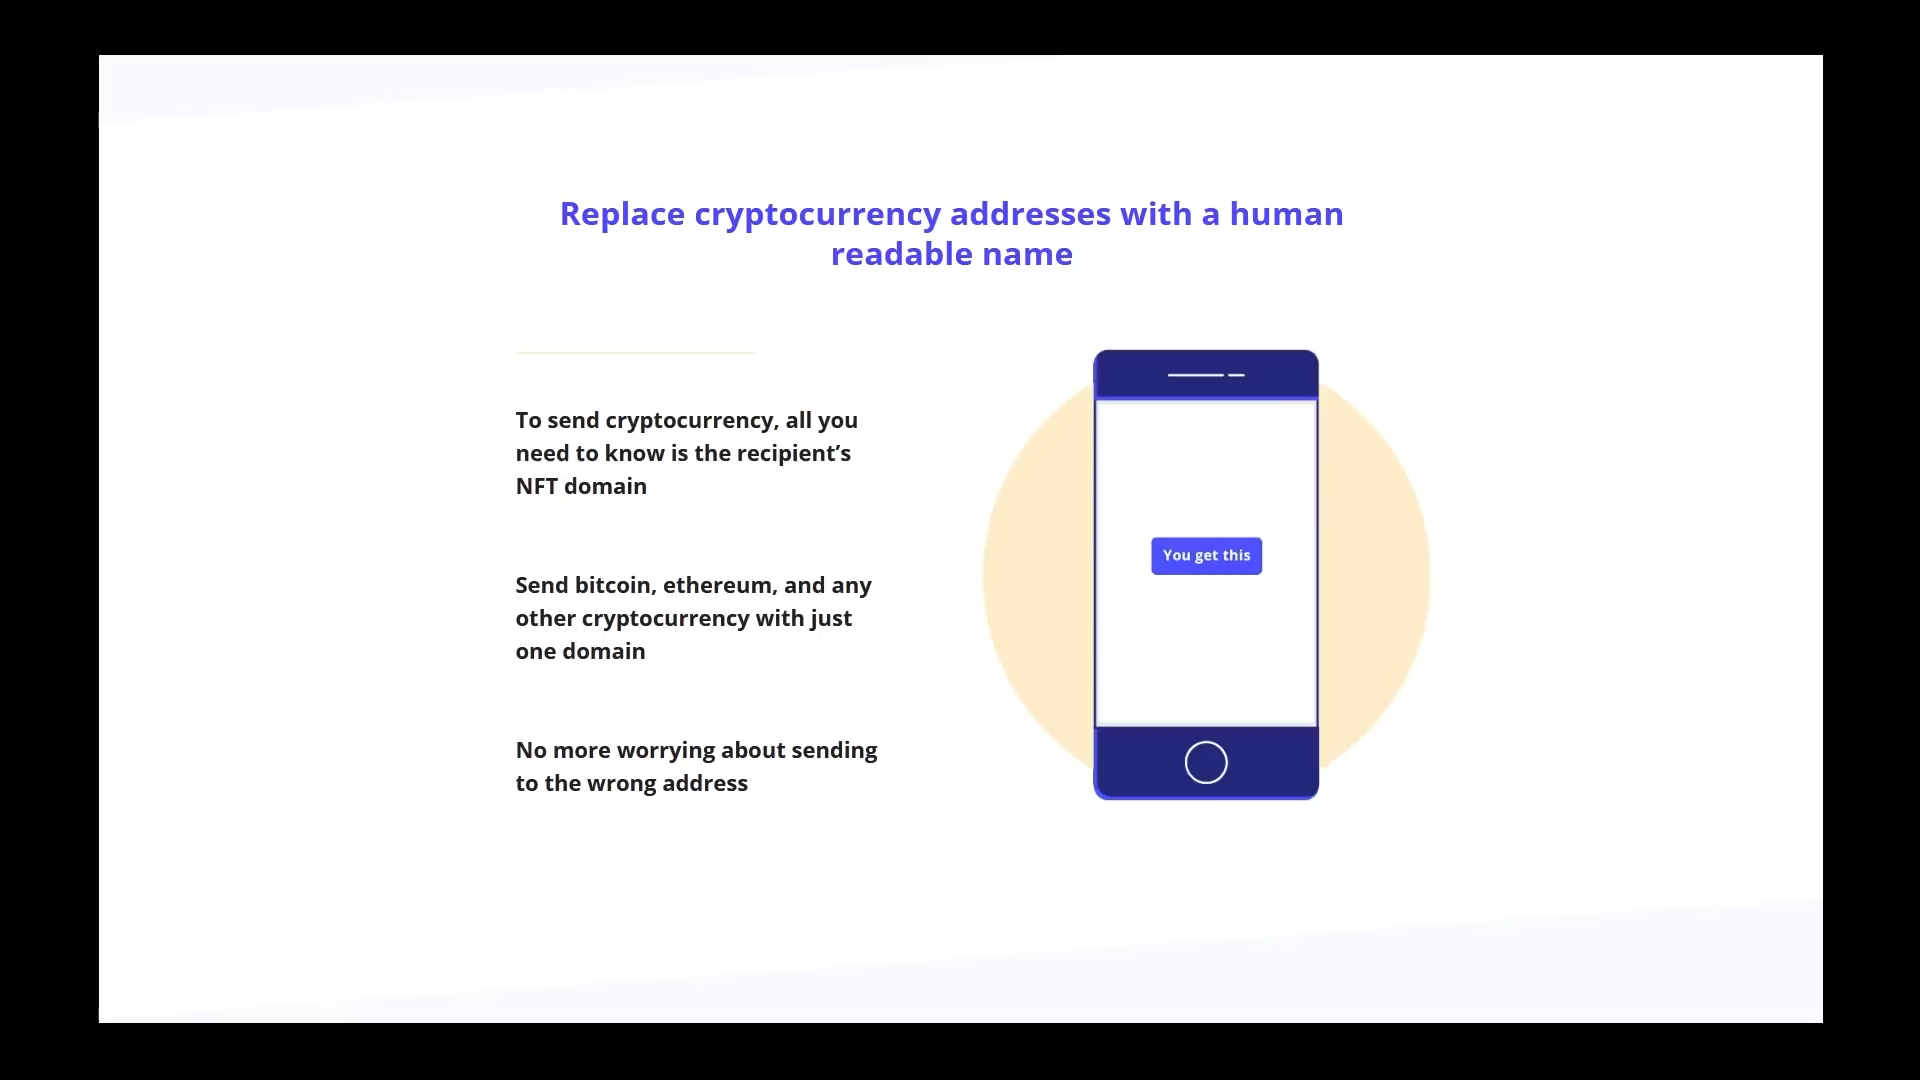 Replace cryptocurrency addresses with a human
readable name
To send cryptocurrency, all you
need to know is the recipient’s
NFT domain
Send bitcoin, ethereum, and any
other cryptocurrency with just
one domain
No more worrying about sending
to the wrong address
You get this